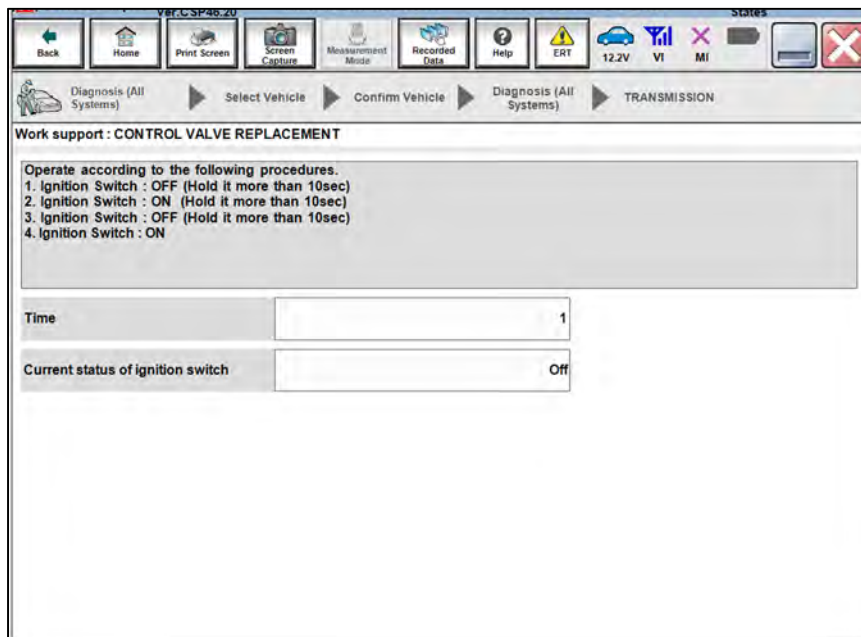 Ver.CSP46.20
States
Back
Home
Print Screen
Screen
Capture
Measurement
Mode
Recorded
Data
Help
ERT
12.2V
VI
MI
Diagnosis (All
Systems)
Select Vehicle
Confirm Vehicle
Diagnosis (All
Systems)
TRANSMISSION
Work support : CONTROL VALVE REPLACEMENT
Operate according to the following procedures.
1. Ignition Switch : OFF (Hold it more than 10sec)
2. Ignition Switch : ON (Hold it more than 10sec)
3. Ignition Switch : OFF (Hold it more than 10sec)
4. Ignition Switch : ON
Time
1
Current status of ignition switch
Off